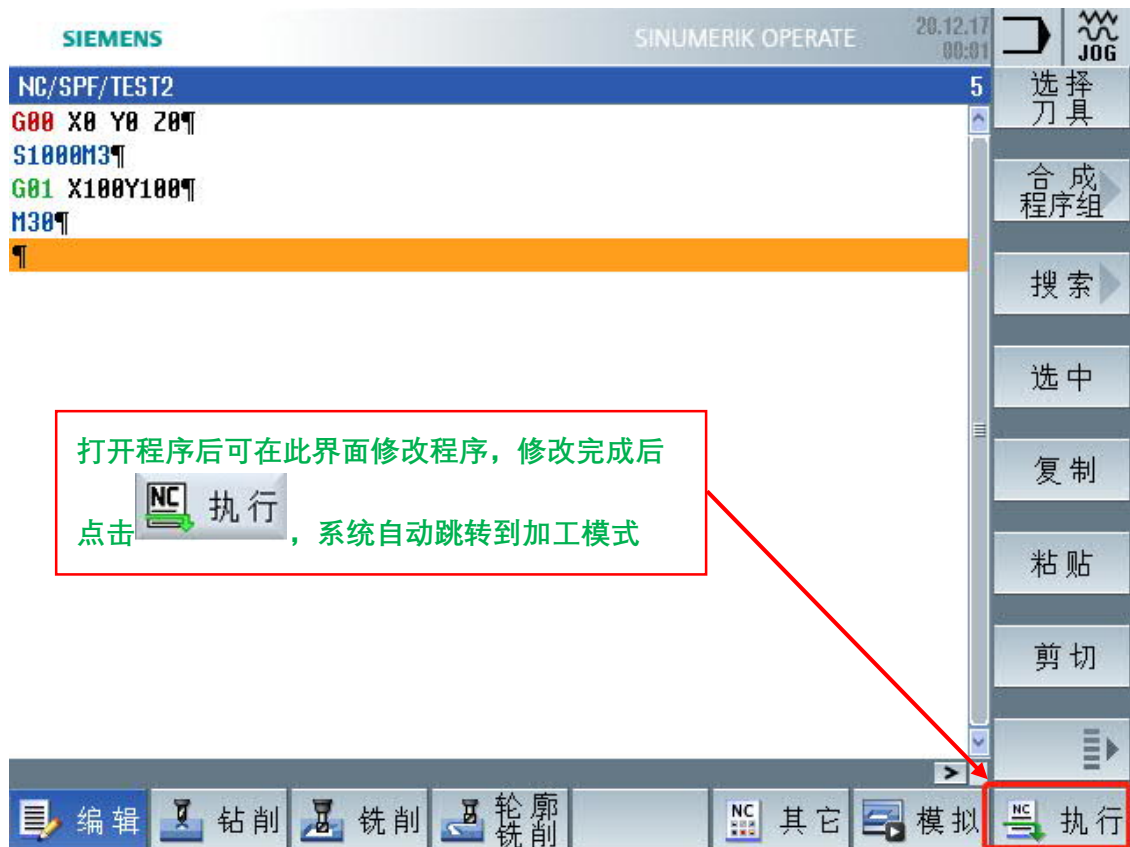 SIEMENS
SINUMERIK OPERATE
20.12.17
00:01
JOG
NC/SPF/TEST2
5
G00 X0 Y0 Z0¶
S1000M3¶
G01 X100Y100¶
M30¶
¶
打开程序后可在此界面修改程序，修改完成后
点击 NC 执行 ，系统自动跳转到加工模式
选择
刀具
合成
程序组
搜索
选中
复制
粘贴
剪切
编辑
钻削
铣削
轮廓
铣削
NC 其它
模拟
NC 执行